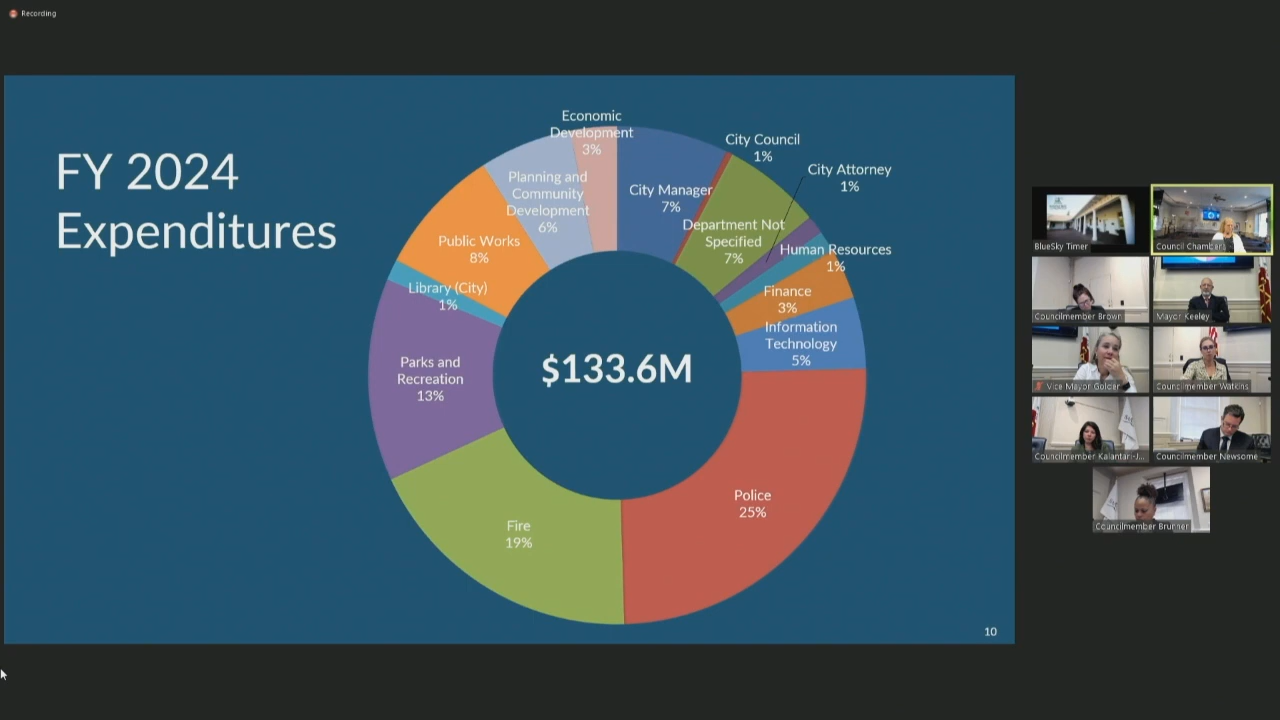 Recording
FY 2024
Expenditures
Economic
Development
3%
City Manager
7%
City Council
1%
City Attorney
1%
Department Not
Specified
7%
Human Resources
1%
Finance
3%
Information
Technology
5%
Police
25%
Fire
19%
Parks and
Recreation
13%
Library (City)
1%
Public Works
8%
Planning and
Community
Development
6%
$133.6M
10
BlueSky Timer
Council Chambers
Councilmember Brown
Mayor Keeley
Vice Mayor Golder
Councilmember Watkins
Councilmember Kalantari-J...
Councilmember Newsome
Councilmember Brunner